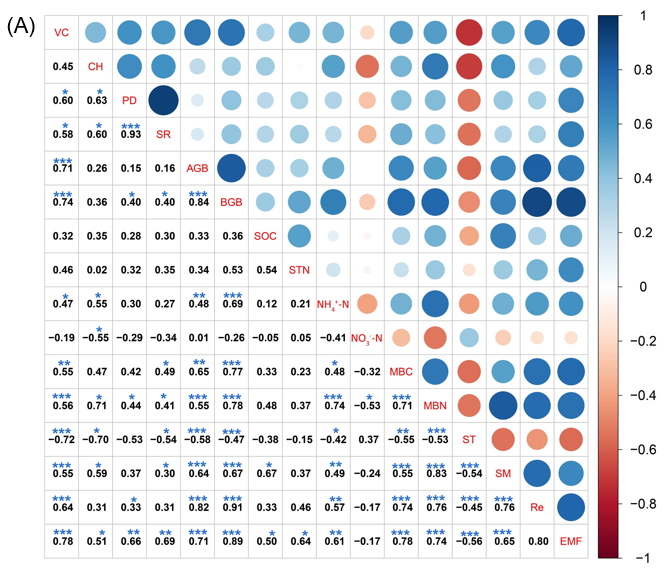 (A)
VC
0.45 CH
* *
0.60 0.63 PD
* * ***
0.58 0.60 0.93 SR
***
0.71 0.26 0.15 0.16 AGB
*** * * ***
0.74 0.36 0.40 0.40 0.84 BGB
0.32 0.35 0.28 0.30 0.33 0.36 SOC
0.46 0.02 0.32 0.35 0.34 0.53 0.54 STN
* * ** ***
0.47 0.55 0.30 0.27 0.48 0.69 0.12 0.21 NH₄⁺-N
*
−0.19 −0.55 −0.29 −0.34 0.01 −0.26 −0.05 0.05 −0.41 NO₃⁻-N
** * ** *** *
0.55 0.47 0.42 0.49 0.65 0.77 0.33 0.23 0.48 −0.32 MBC
*** * * * *** *** *** * ***
0.56 0.71 0.44 0.41 0.55 0.78 0.48 0.37 0.74 −0.53 0.71 MBN
*** * * *** *** * ** ***
−0.72 −0.70 −0.53 −0.54 −0.58 −0.47 −0.38 −0.15 −0.42 0.37 −0.55 −0.53 ST
*** * * *** *** * ** *** *** ***
0.55 0.59 0.37 0.30 0.64 0.67 0.67 0.37 0.49 −0.24 0.55 0.83 −0.54 SM
*** * *** *** ** *** *** *** ***
0.64 0.31 0.33 0.31 0.82 0.91 0.33 0.46 0.57 −0.17 0.74 0.76 −0.45 0.76 Re
*** * ** ** *** *** * * ** *** *** *** ***
0.78 0.51 0.66 0.69 0.71 0.89 0.50 0.64 0.61 −0.17 0.78 0.74 −0.56 0.65 0.80 EMF
1
0.8
0.6
0.4
0.2
0
−0.2
−0.4
−0.6
−0.8
−1